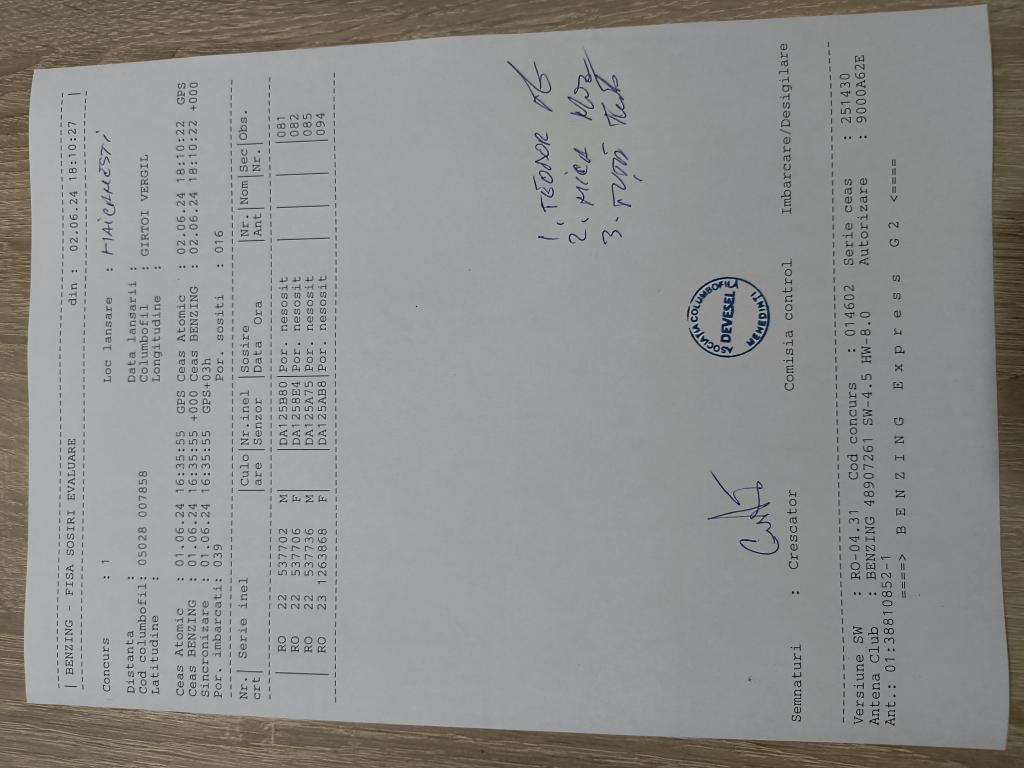 | BENZING - FISA SOSIRI EVALUARE din : 02.06.24 18:10:27 |
Concurs : 1 Loc lansare :
Distanta : Data lansarii :
Cod columbofil: 05028 007858 Columbofil : GIRTOI VERGIL
Latitudine : Longitudine :
Ceas Atomic : 01.06.24 16:35:55 GPS Ceas Atomic : 02.06.24 18:10:22 GPS
Ceas BENZING : 01.06.24 16:35:55 +000 Ceas BENZING : 02.06.24 18:10:22 +000
Sincronizare : 01.06.24 16:35:55 GPS+03h
Por. imbarcati: 039 Por. sositi : 016
Nr.| Serie inel |Culo|Nr.inel |Sosire |Nr. |Nom|Sec|Obs.
crt| |are |Senzor |Data Ora |Ant |Nr.|
| RO 22 537702 M | |DA125B80|Por. nesosit | | | |081
| RO 22 537706 F | |DA125BE4|Por. nesosit | | | |082
| RO 22 537736 M | |DA125A75|Por. nesosit | | | |085
| RO 23 1263868 F | |DA125AB8|Por. nesosit | | | |094
1. TEODOR
2. MICA
3.
ASOCIATIA COLUMBOFILA
DEVESEL
MEHEDINTI
Semnaturi : Crescator Comisia control Imbarcare/Desigilare
Versiune SW : RO-04.31 Cod concurs : 014602 Serie ceas : 251430
Antena Club : BENZING 48907261 SW-4.5 HW-8.0 Autorizare : 9000A62E
Ant.: 01:38810852-1
====> B E N Z I N G E x p r e s s G 2 <====